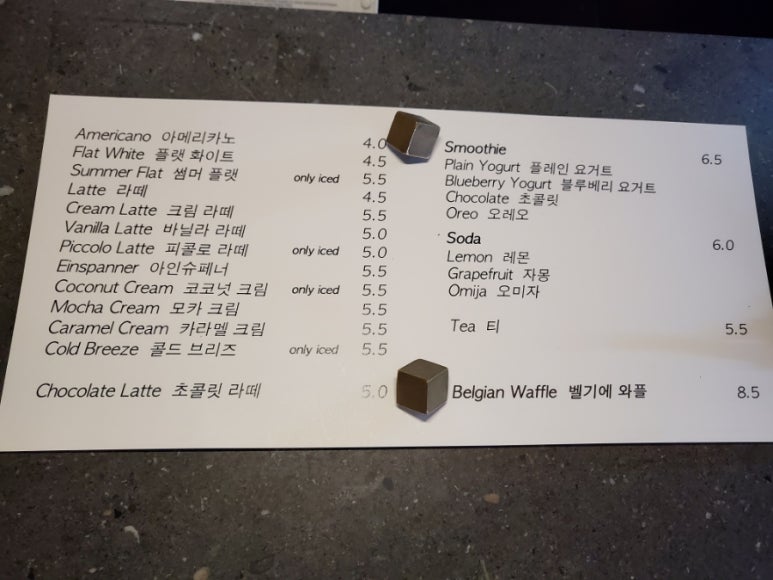 Americano 아메리카노 4.0
Flat White 플랫 화이트 4.5
Summer Flat 썸머 플랫 only iced 5.5
Latte 라떼 4.5
Cream Latte 크림 라떼 5.5
Vanilla Latte 바닐라 라떼 5.0
Piccolo Latte 피콜로 라떼 only iced 5.0
Einspanner 아인슈페너 5.5
Coconut Cream 코코넛 크림 only iced 5.5
Mocha Cream 모카 크림 5.5
Caramel Cream 카라멜 크림 5.5
Cold Breeze 콜드 브리즈 only iced 5.5
Chocolate Latte 초콜릿 라떼 5.0
Smoothie 6.5
Plain Yogurt 플레인 요거트
Blueberry Yogurt 블루베리 요거트
Chocolate 초콜릿
Oreo 오레오
Soda 6.0
Lemon 레몬
Grapefruit 자몽
Omija 오미자
Tea 티 5.5
Belgian Waffle 벨기에 와플 8.5